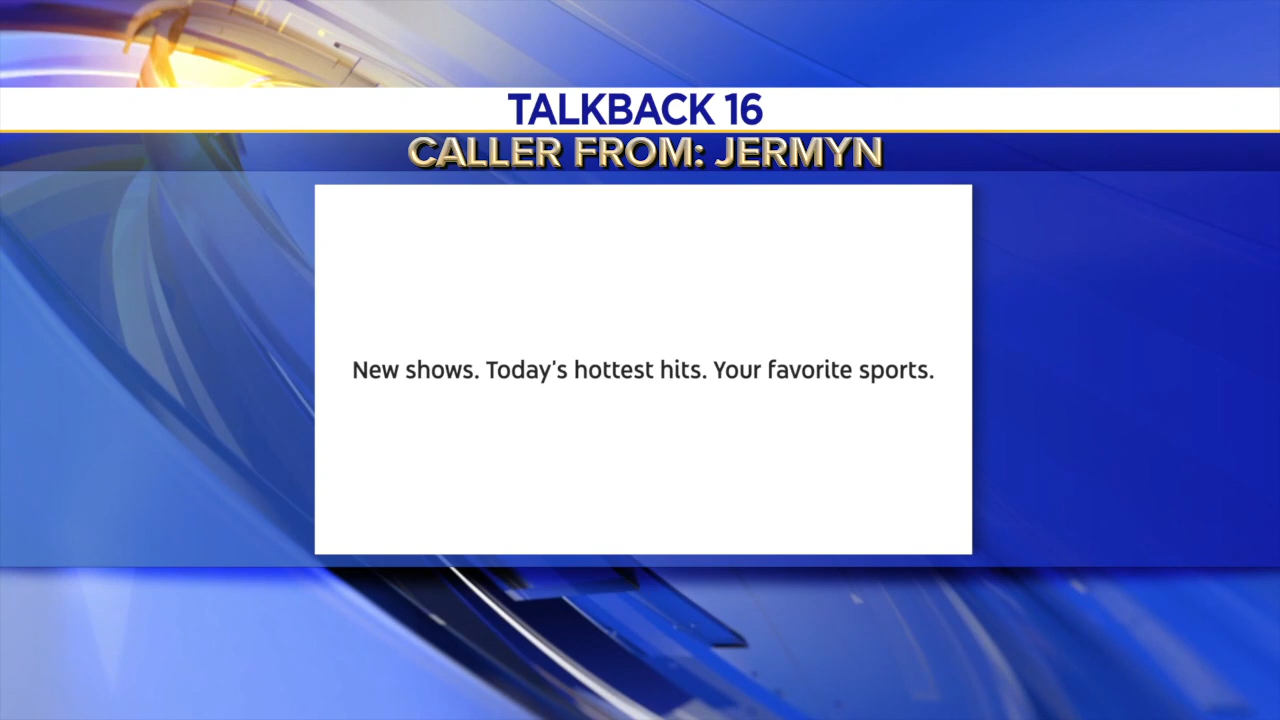 TALKBACK 16
CALLER FROM: JERMYN
New shows. Today's hottest hits. Your favorite sports.